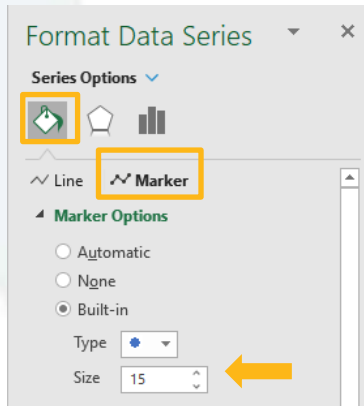 Format Data Series
Series Options
Line Marker
Marker Options
Automatic
None
Built-in
Type
Size 15